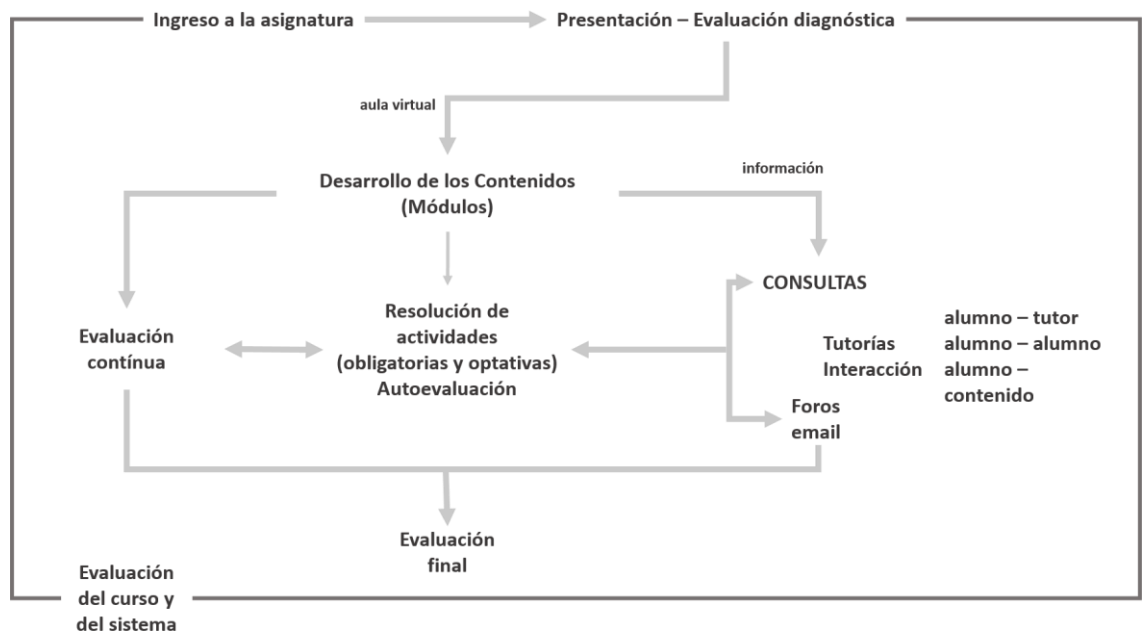 Ingreso a la asignatura
Presentación – Evaluación diagnóstica
aula virtual
Desarrollo de los Contenidos
(Módulos)
información
CONSULTAS
Evaluación
contínua
Resolución de
actividades
(obligatorias y optativas)
Autoevaluación
Tutorías
Interacción
alumno – tutor
alumno – alumno
alumno –
contenido
Foros
email
Evaluación
final
Evaluación
del curso y
del sistema